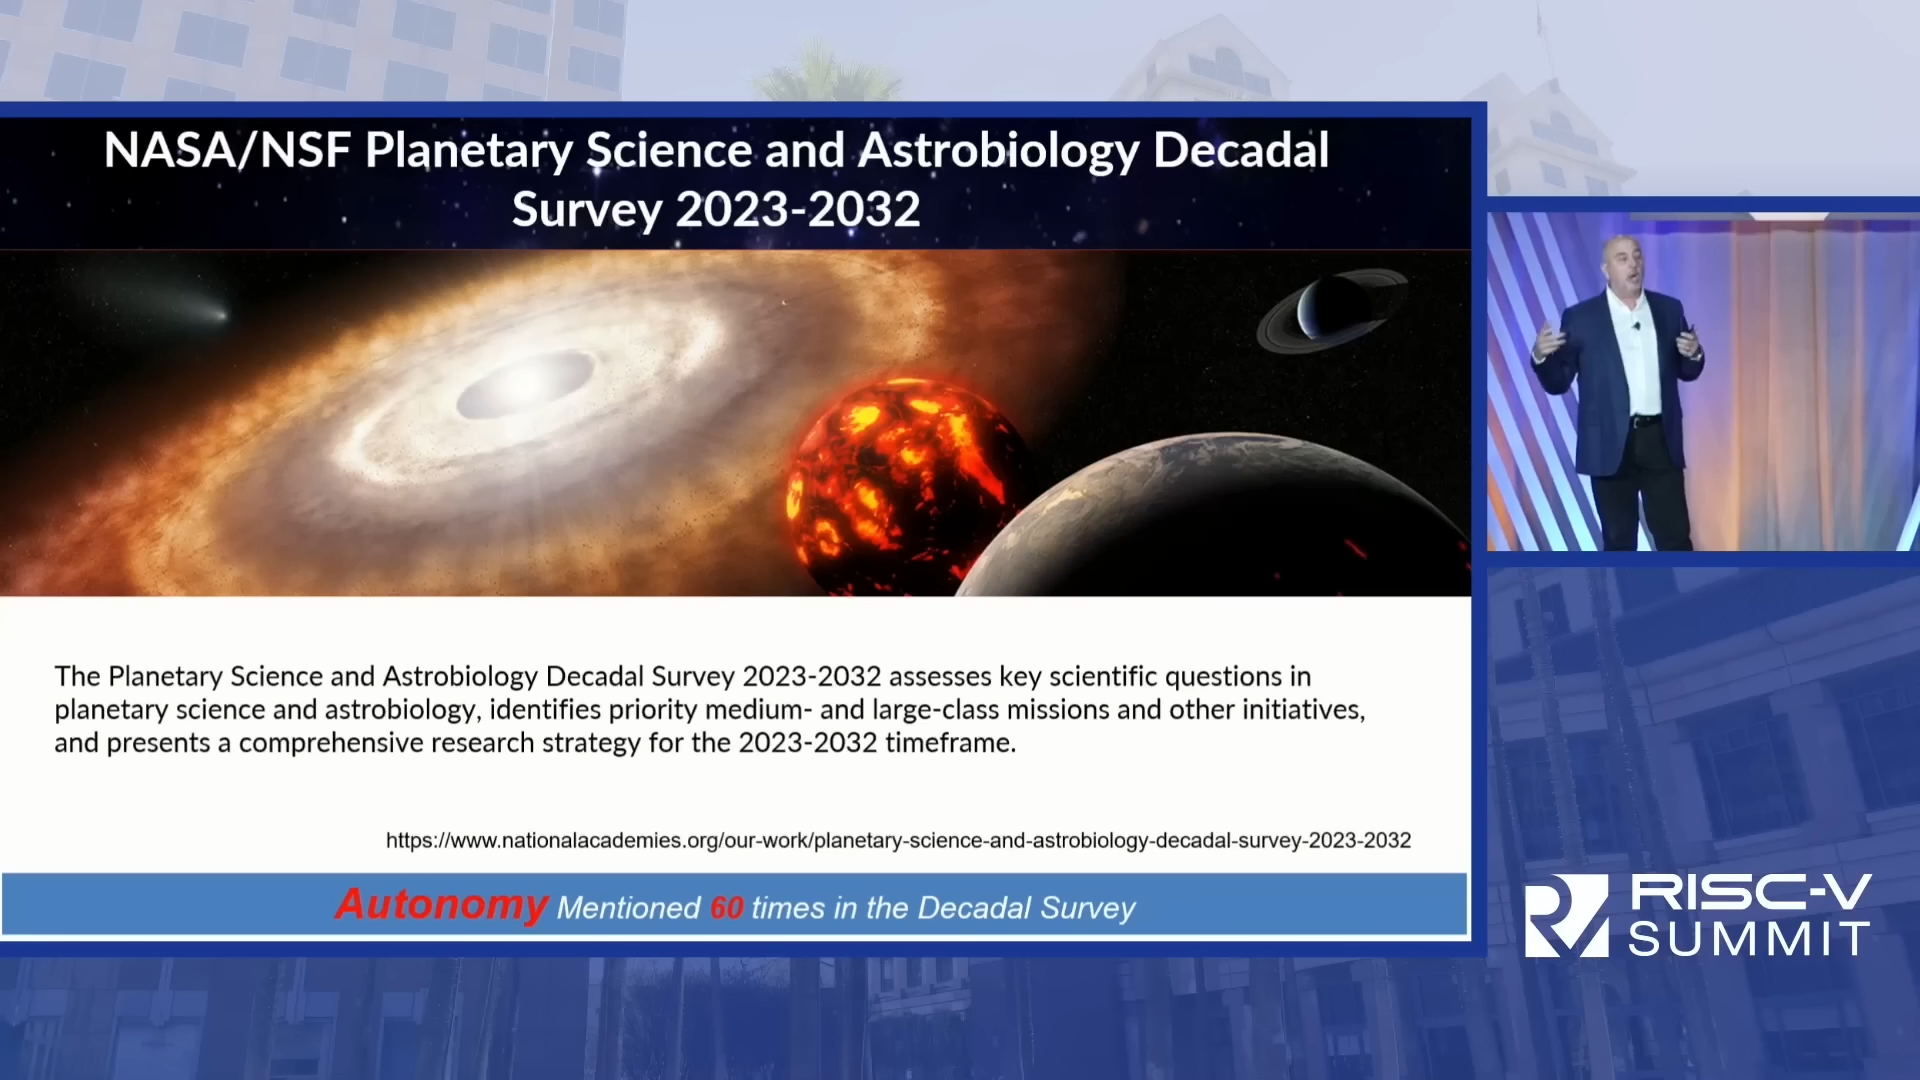 NASA/NSF Planetary Science and Astrobiology Decadal
Survey 2023-2032
The Planetary Science and Astrobiology Decadal Survey 2023-2032 assesses key scientific questions in
planetary science and astrobiology, identifies priority medium- and large-class missions and other initiatives,
and presents a comprehensive research strategy for the 2023-2032 timeframe.
https://www.nationalacademies.org/our-work/planetary-science-and-astrobiology-decadal-survey-2023-2032
Autonomy Mentioned 60 times in the Decadal Survey
RISC-V
SUMMIT